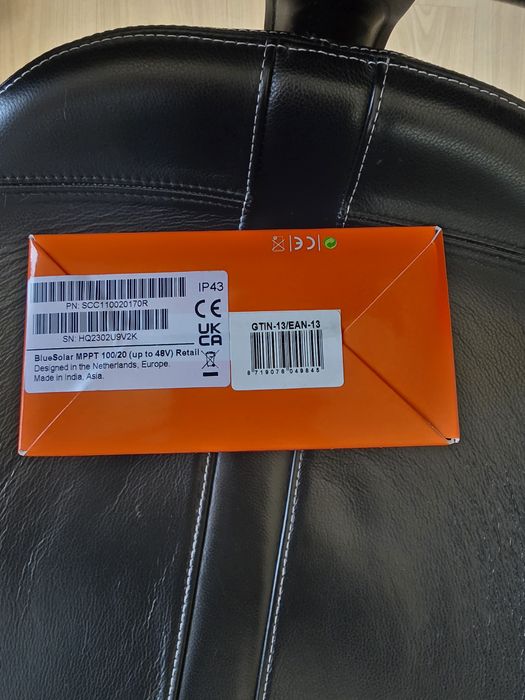 IP43
PN: SCC110020170R
CE
SN: HQ2302U9V2K
UK
CA
BlueSolar MPPT 100/20 (up to 48V) Retail
Designed in the Netherlands, Europe.
Made in India, Asia.
GTIN-13/EAN-13
8 719076 049845
CE